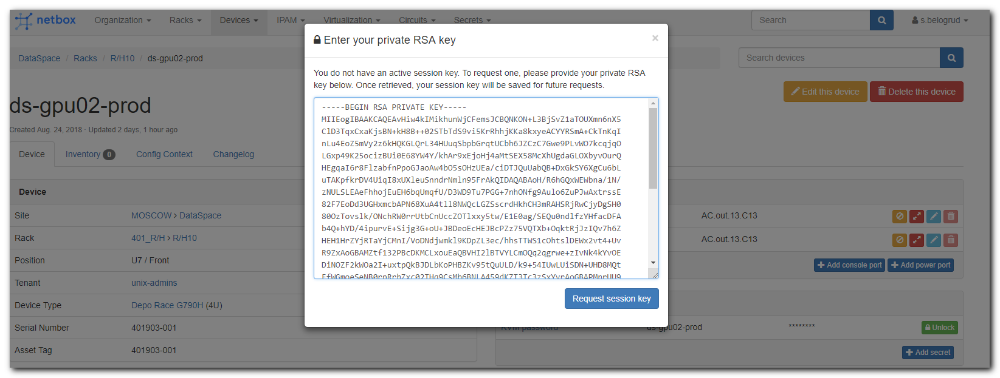 netbox
Organization
Racks
Devices
IPAM
Virtualization
Circuits
Secrets
Search
s.belogrud
Enter your private RSA key
×
DataSpace / Racks / R/H10 / ds-gpu02-prod
Search devices
You do not have an active session key. To request one, please provide your private RSA
key below. Once retrieved, your session key will be saved for future requests.
Edit this device
Delete this device
ds-gpu02-prod
Created Aug. 24, 2018 · Updated 2 days, 1 hour ago
-----BEGIN RSA PRIVATE KEY-----
MIIEogIBAAKCAQEAvHiw4kIMikhunWjCFemsJCBQNKON+L3BjSvZ1aTOUXmn6nX5
ClD3TqxCxaKjsBN+kH8B++02STbTdS9vi5KrRhhjKKa8kxyeACYYRSmA+CkTnKqI
nLu4EoZ5mVy2z6kHQKGLQrL34HUuqSbpbGrqtUCbh6JZCzC7Gwe9PLvWO7kcqjqO
LGxp49K25ocizBUi0E68YW4Y/khAr9xEjoHj4aMtSEX58McXhUgdaGLOXbyvOurQ
HEgqaI6r8FlzabfnPpoGJaoAw4bO5sOHzUEa/ciDTJQuUabQB+DxGkSY6XgCu6bL
uTAKpfkrDV4UiqI8xUXleuSnndrNmln95FrAkQIDAQABAoH/R6hGQxWEWbna/1N/
zNULSLEAeFhhojEuEH6bqUmqfU/D3WD9Tu7PGG+7nhONfg9Aulo6ZuPJwAxtrssE
82F7EoDd3UGHxmcbAPN68XuA4tll8NWQcLGZSscrdHkhCH3mRAHSRjRwCjyDgSH0
80OzTovslk/ONchRW0rrUtbCnUccZOTlxxy5tw/E1E0ag/SEQu0ndlfzYHfacDFA
b4Q+hYD/4ipurvE+Sijg3G+oU+JBDeoEcHEJBcPZz75VQTXb+OqktRjJzIQv7h6Z
HEH1HrZYjRTaYjCMnI/VoDNdjwmkl9KDpZL3ec/hhsTTWS1cOhtslDEWx2vt4+Uv
R9ZxAoGBAMZtf132PBcDKMCLxouEaQBVHI2lBTVYLCmOQq2qgrwe+zIvNk4kYvOE
DiNOZF2kWOa2I+uxtpQkBJDLbKoPHBZKv95tQuULD/k9+54IUwLUiSDN+UHD8MQt
Request session key
Device
Inventory 0
Config Context
Changelog
Device
Site MOSCOW > DataSpace
Rack 401_R/H > R/H10
Position U7 / Front
Tenant unix-admins
Device Type Depo Race G790H (4U)
Serial Number 401903-001
Asset Tag 401903-001
AC.out.13.C13
AC.out.13.C13
Add console port
Add power port
KVM password ds-gpu02-prod ******** Unlock
Add secret